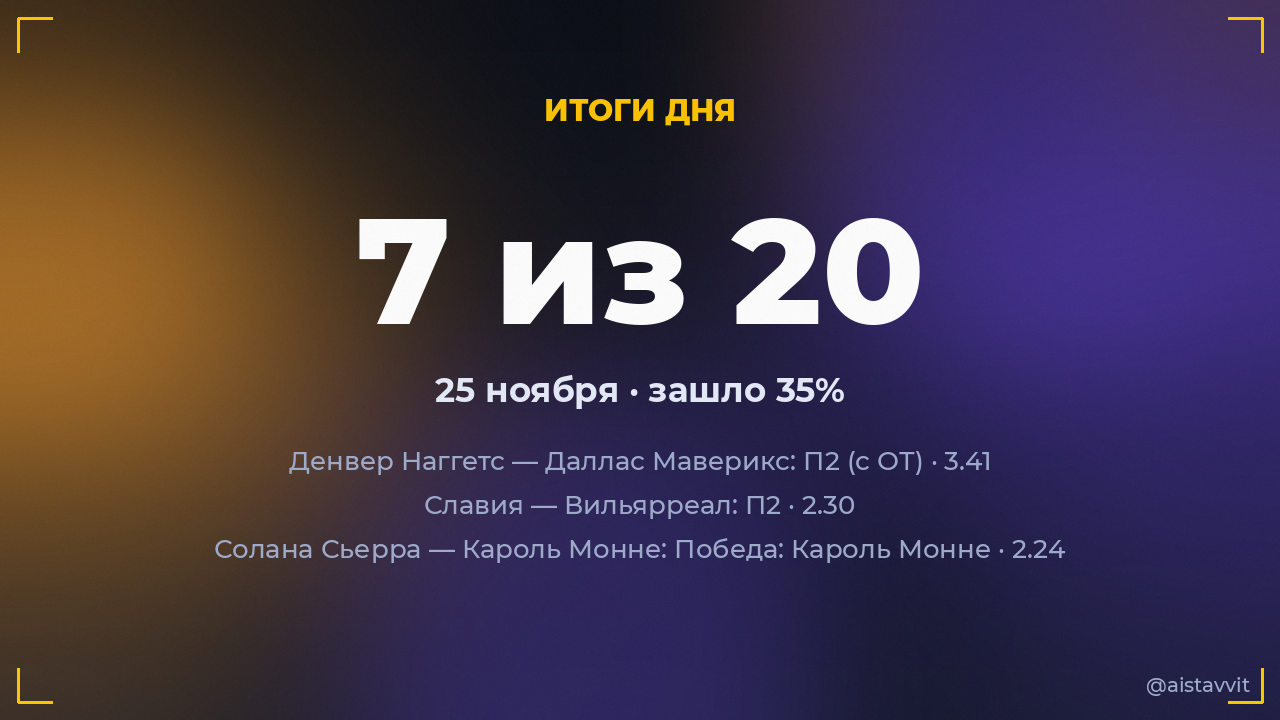 ИТОГИ ДНЯ
7 из 20
25 ноября · зашло 35%
Денвер Наггетс — Даллас Маверикс: П2 (с ОТ) · 3.41
Славия — Вильярреал: П2 · 2.30
Солана Сьерра — Кароль Монне: Победа: Кароль Монне · 2.24
@aistavvit